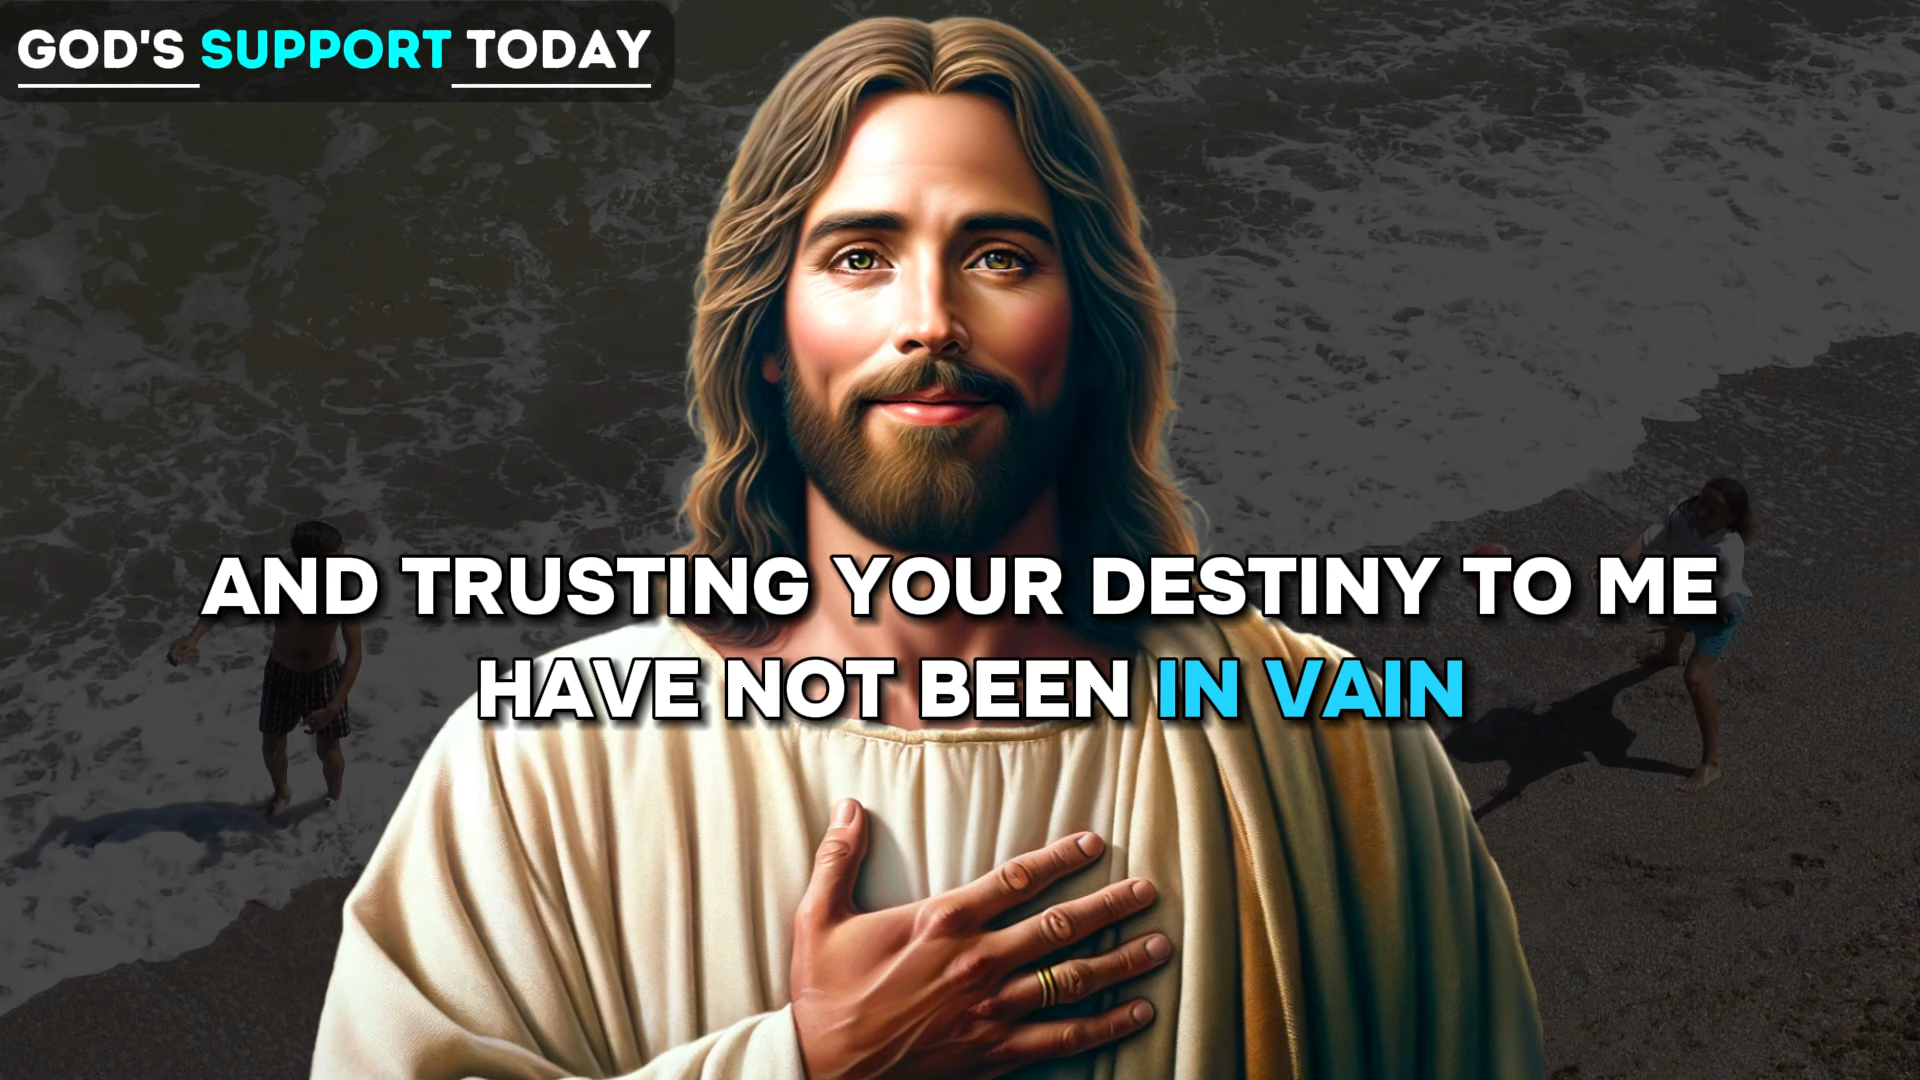 GOD'S SUPPORT TODAY
AND TRUSTING YOUR DESTINY TO ME
HAVE NOT BEEN IN VAIN